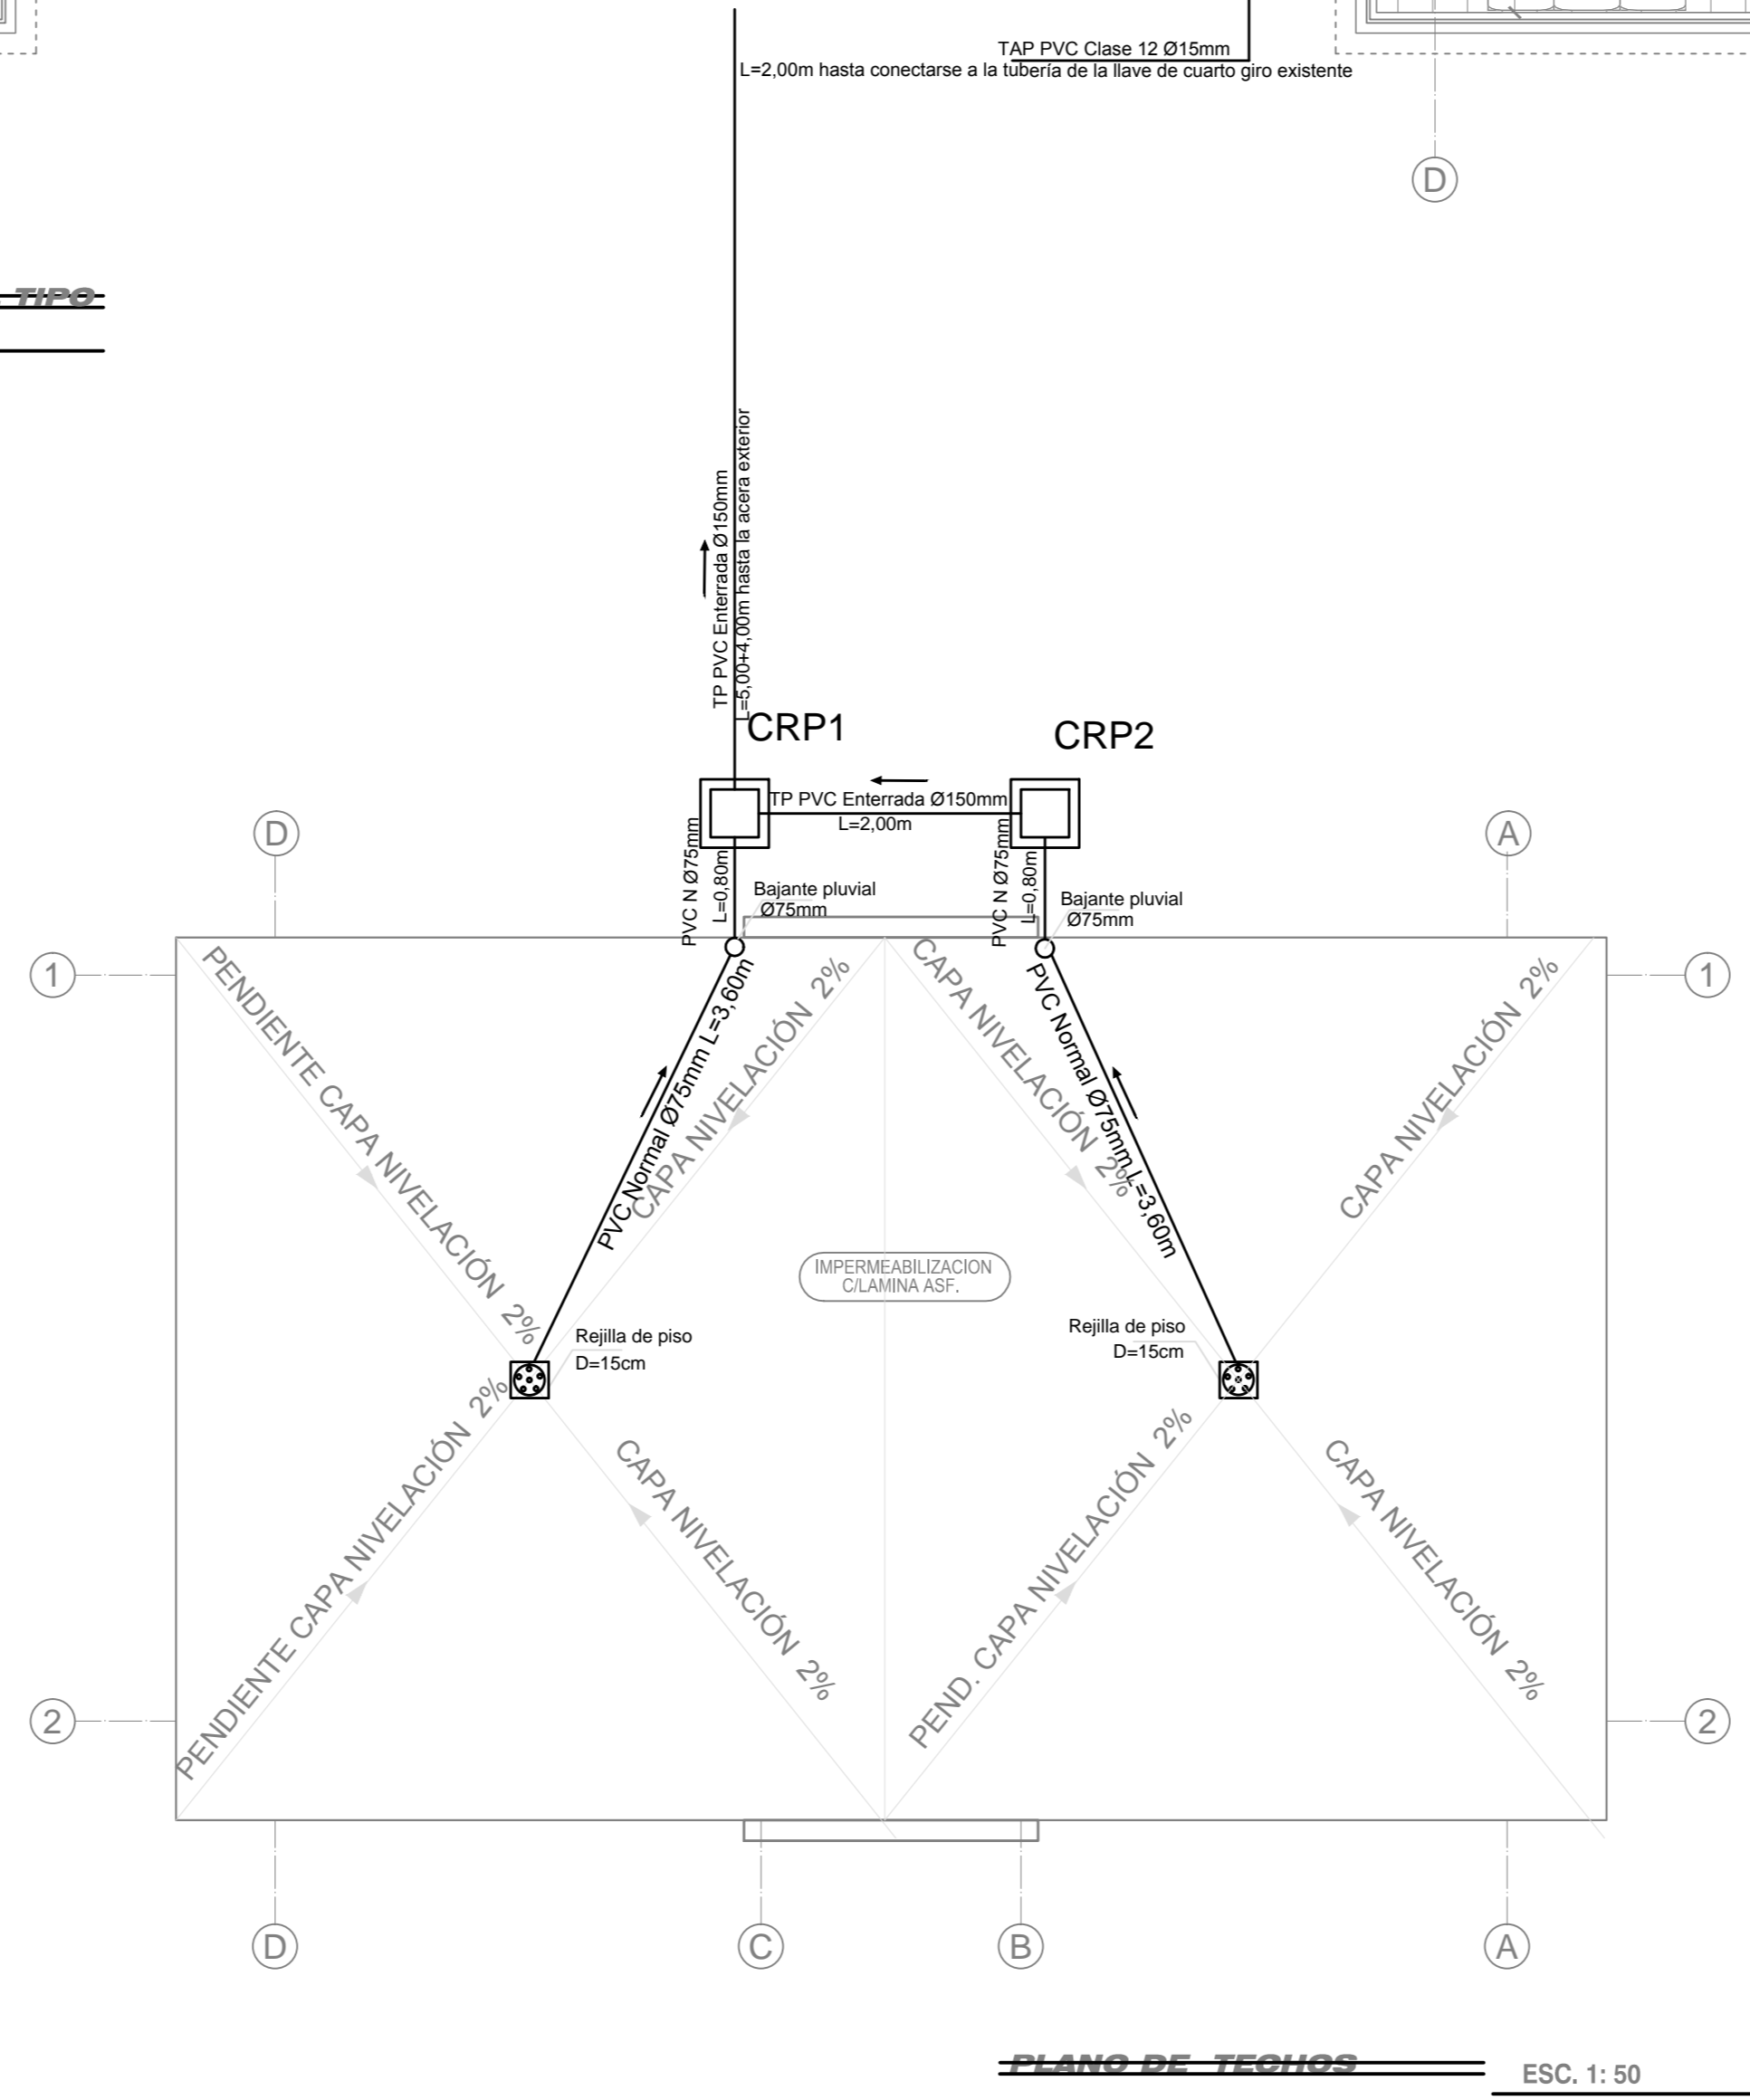 TAP PVC Clase 12 Ø15mm
L=2,00m hasta conectarse a la tubería de la llave de cuarto giro existente
D
TIPO
TP PVC Enterrada Ø150mm
L=5,00+4,00m hasta la acera exterior
CRP1
CRP2
TP PVC Enterrada Ø150mm
L=2,00m
D
A
PVC N Ø75mm
L=0,80m
PVC N Ø75mm
L=0,80m
Bajante pluvial
Ø75mm
Bajante pluvial
Ø75mm
1
1
PENDIENTE CAPA NIVELACIÓN 2%
PVC Normal Ø75mm L=3,60m
CAPA NIVELACIÓN 2%
CAPA NIVELACIÓN 2%
PVC Normal Ø75mm L=3,60m
CAPA NIVELACIÓN 2%
IMPERMEABILIZACION
C/LAMINA ASF.
Rejilla de piso
D=15cm
Rejilla de piso
D=15cm
PENDIENTE CAPA NIVELACIÓN 2%
CAPA NIVELACIÓN 2%
PEND. CAPA NIVELACIÓN 2%
CAPA NIVELACIÓN 2%
2
2
D
C
B
A
PLANO DE TECHOS
ESC. 1: 50